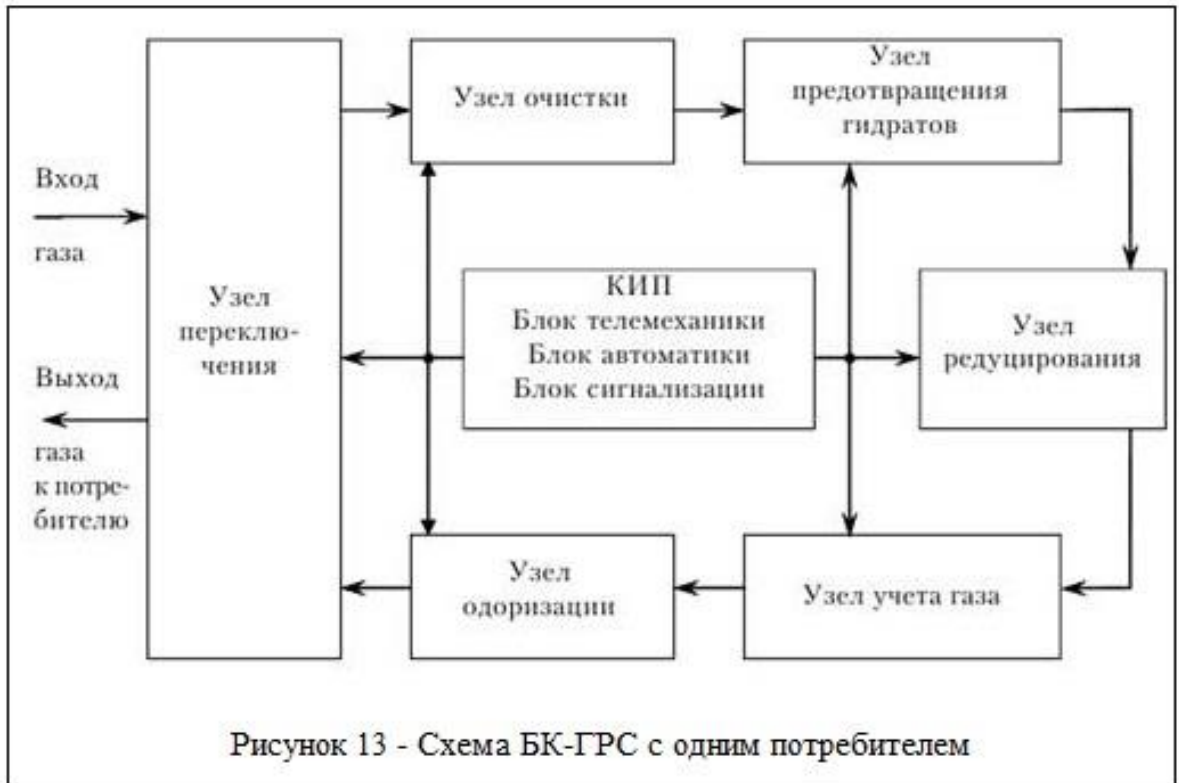 Узел очистки
Узел
предотвращения
гидратов
Вход
газа
Узел
переклю-
чения
КИП
Блок телемеханики
Блок автоматики
Блок сигнализации
Узел
редуцирования
Выход
газа
к потре-
бителю
Узел
одоризации
Узел учета газа
Рисунок 13 - Схема БК-ГРС с одним потребителем